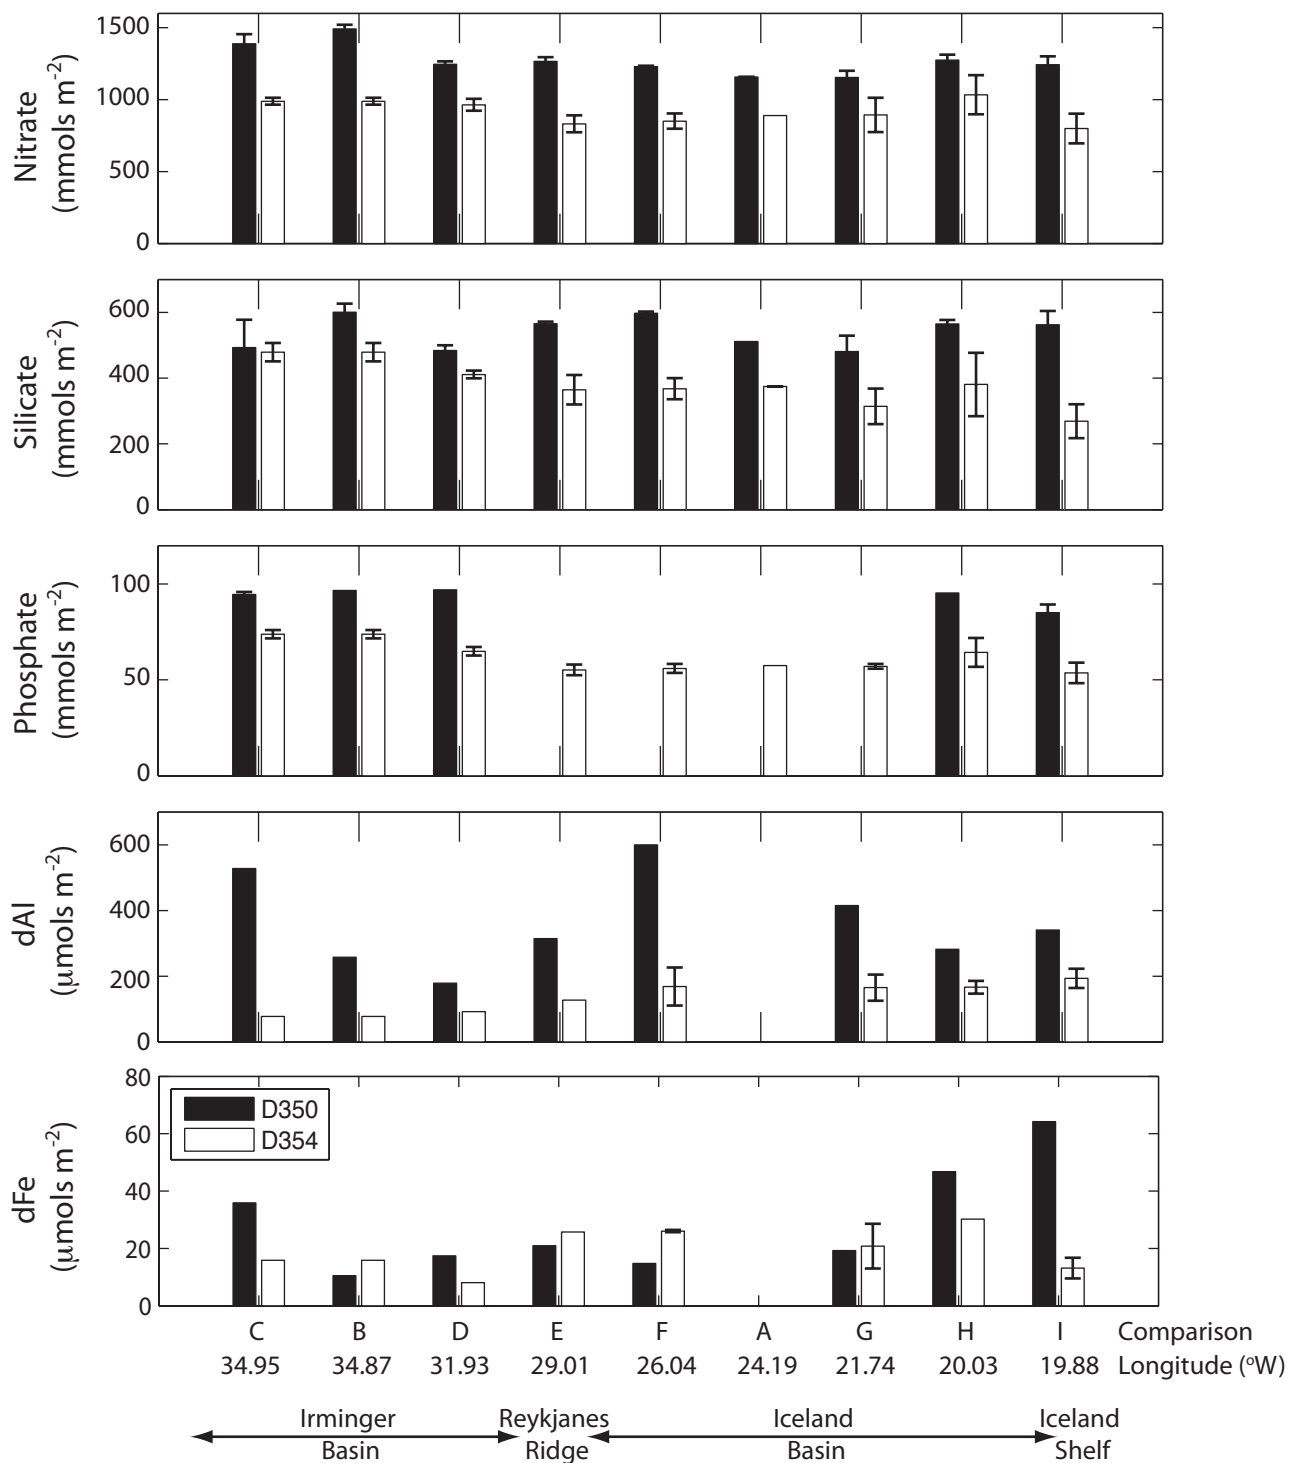 Nitrate
(mmols m⁻²)
1500
1000
500
0
Silicate
(mmols m⁻²)
600
400
200
0
Phosphate
(mmols m⁻²)
100
50
0
dAl
(µmols m⁻²)
600
400
200
0
dFe
(µmols m⁻²)
80
60
40
20
0
D350
D354
C B D E F A G H I Comparison
34.95 34.87 31.93 29.01 26.04 24.19 21.74 20.03 19.88 Longitude (°W)
Irminger
Basin
Reykjanes
Ridge
Iceland
Basin
Iceland
Shelf